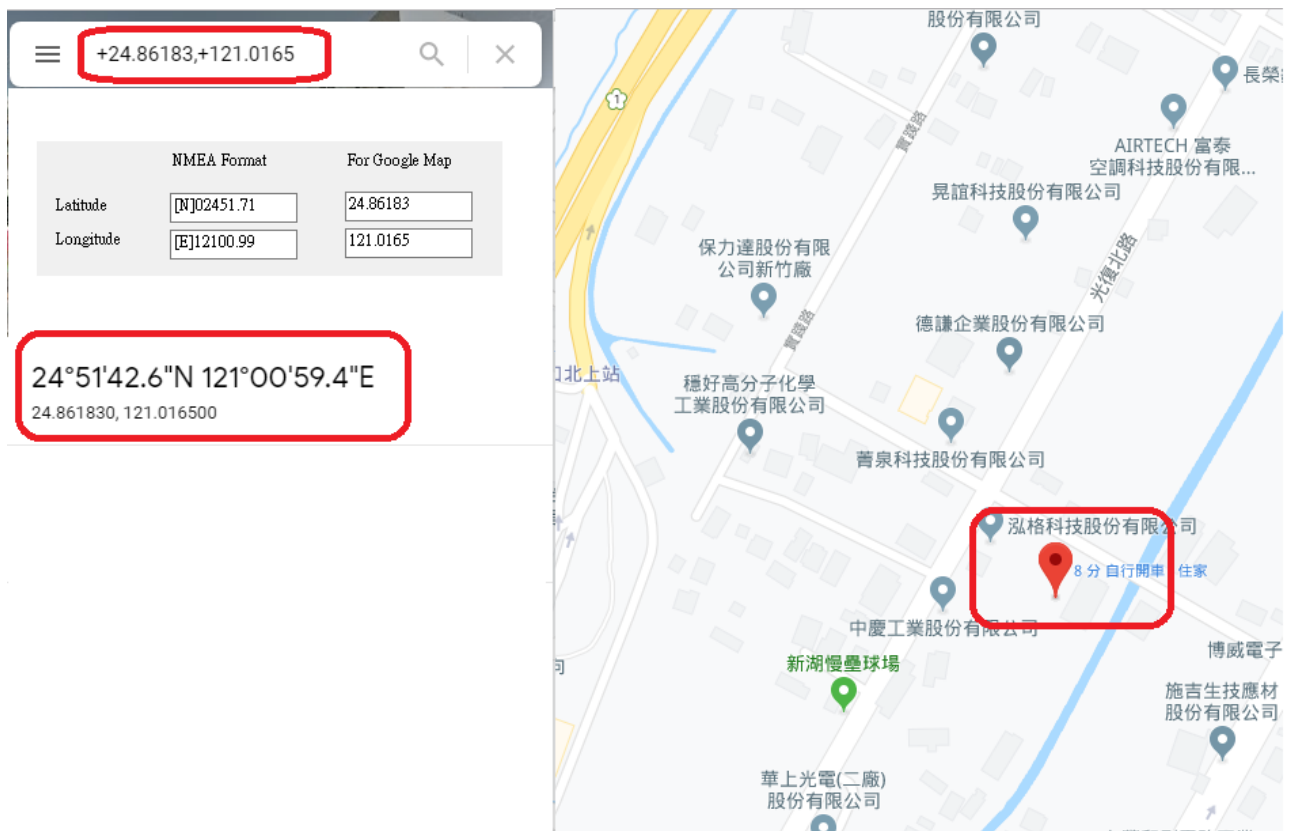 +24.86183,+121.0165
NMEA Format
For Google Map
Latitude
[N]02451.71
24.86183
Longitude
[E]12100.99
121.0165
24°51'42.6"N 121°00'59.4"E
24.861830, 121.016500
股份有限公司
長榮
1
實踐路
AIRTECH 富泰
空調科技股份有限...
晃誼科技股份有限公司
保力達股份有限
公司新竹廠
光復北路
實踐路
德謙企業股份有限公司
口北上站
穩好高分子化學
工業股份有限公司
菁泉科技股份有限公司
泓格科技股份有限公司
8 分 自行開車
住家
中慶工業股份有限公司
新湖慢壘球場
向
博威電子
施吉生技應材
股份有限公司
華上光電(二廠)
股份有限公司